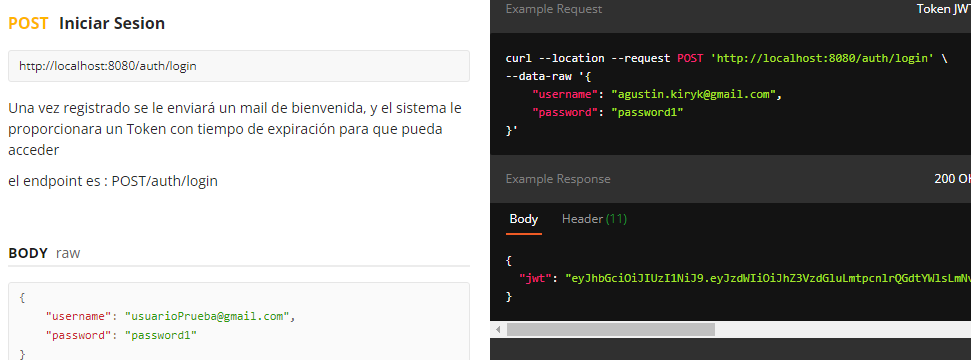 POST Iniciar Sesion
http://localhost:8080/auth/login
Una vez registrado se le enviará un mail de bienvenida, y el sistema le
proporcionara un Token con tiempo de expiración para que pueda
acceder
el endpoint es : POST/auth/login
BODY raw
{
"username": "usuarioPrueba@gmail.com",
"password": "password1"
}
Example Request Token JWT
curl --location --request POST 'http://localhost:8080/auth/login' \
--data-raw '{
"username": "agustin.kiryk@gmail.com",
"password": "password1"
}'
Example Response 200 OK
Body Header (11)
{
"jwt": "eyJhbGciOiJIUzI1NiJ9.eyJzdWIiOiJhZ3VzdGluLmtpcnlrQGdtYWlsLmNv
}